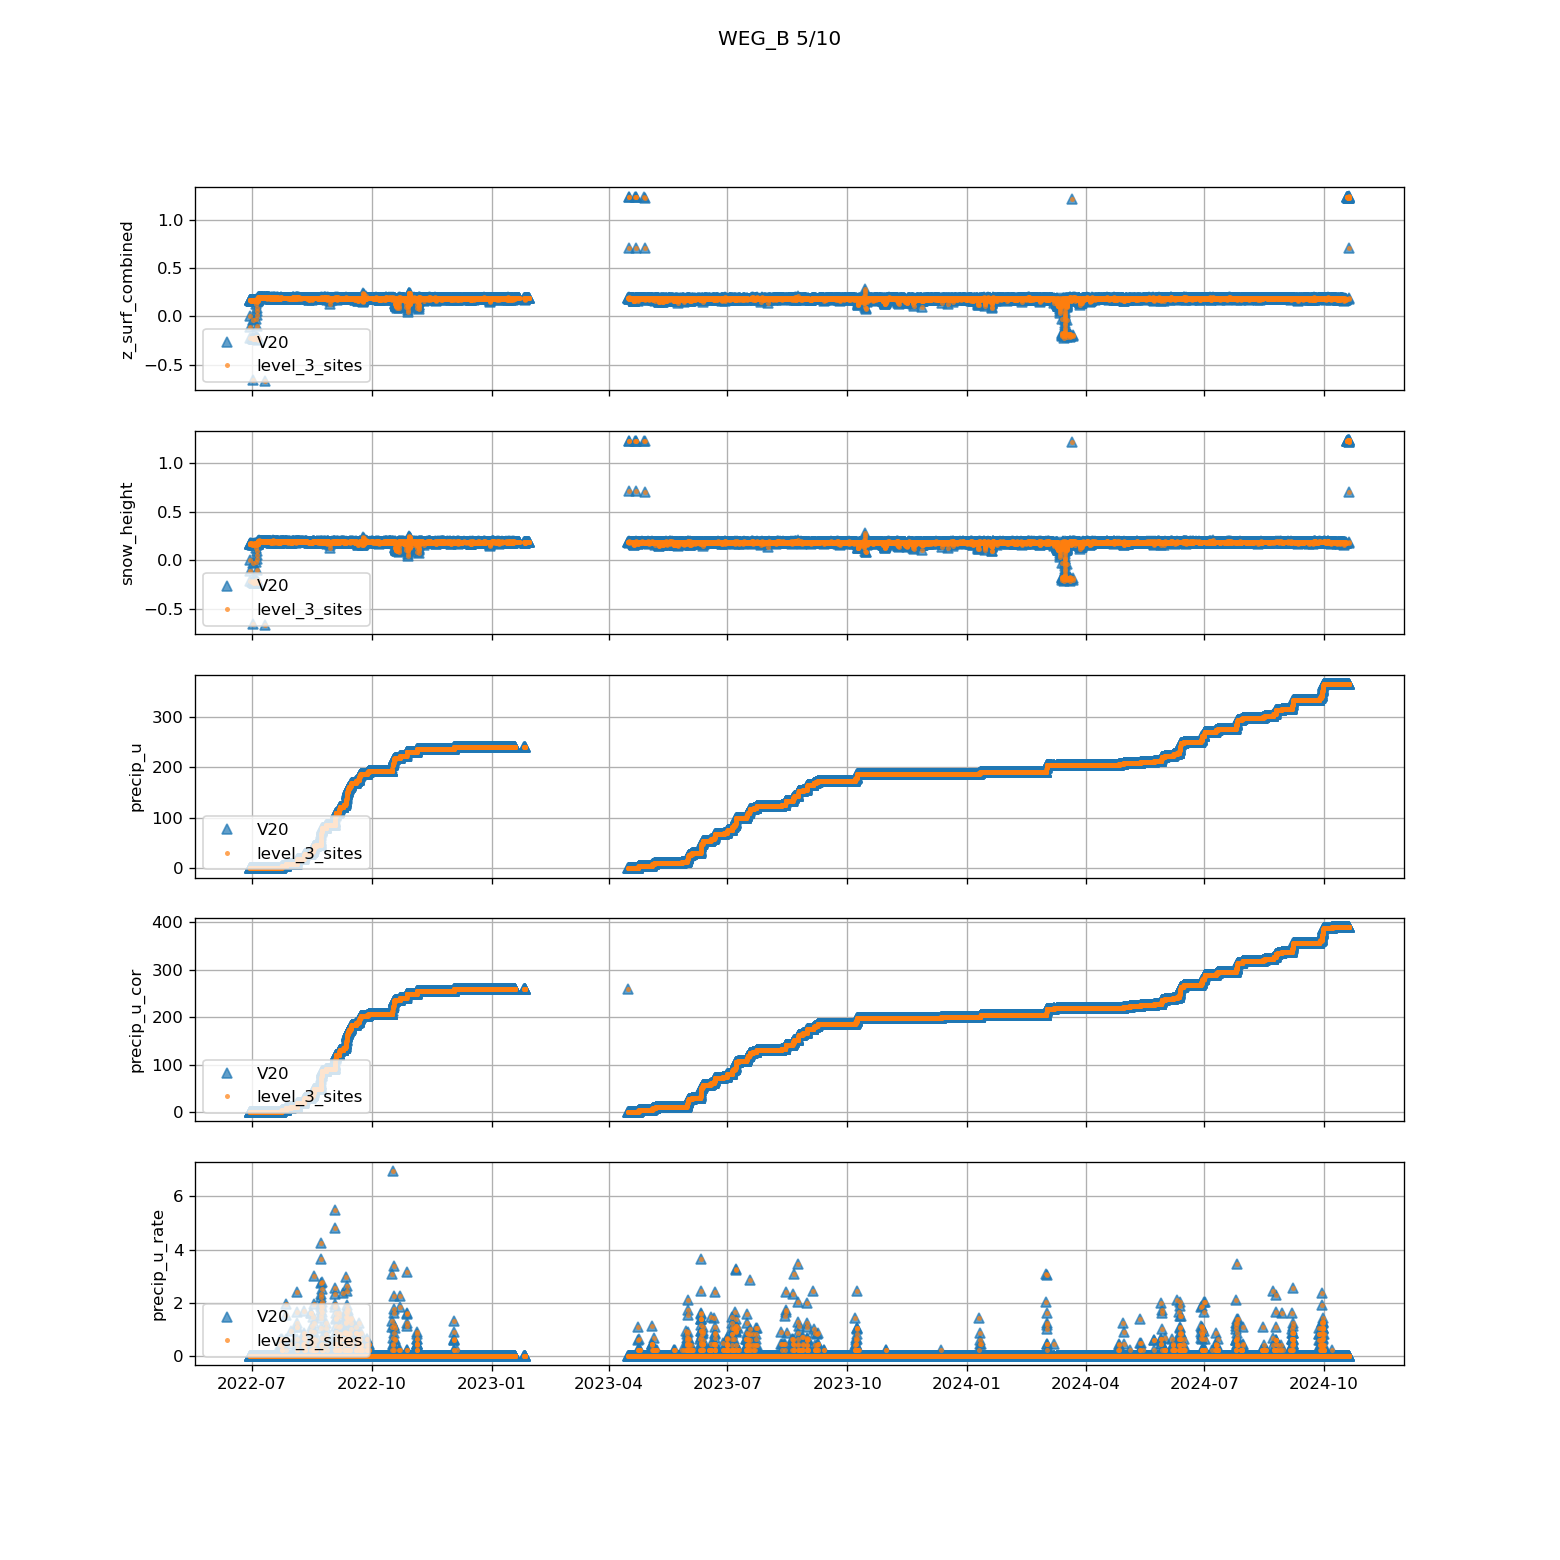 WEG_B 5/10
z_surf_combined
1.0
0.5
0.0
−0.5
V20
level_3_sites
snow_height
1.0
0.5
0.0
−0.5
V20
level_3_sites
precip_u
300
200
100
0
V20
level_3_sites
precip_u_cor
400
300
200
100
0
V20
level_3_sites
precip_u_rate
6
4
2
0
V20
level_3_sites
2022-07 2022-10 2023-01 2023-04 2023-07 2023-10 2024-01 2024-04 2024-07 2024-10